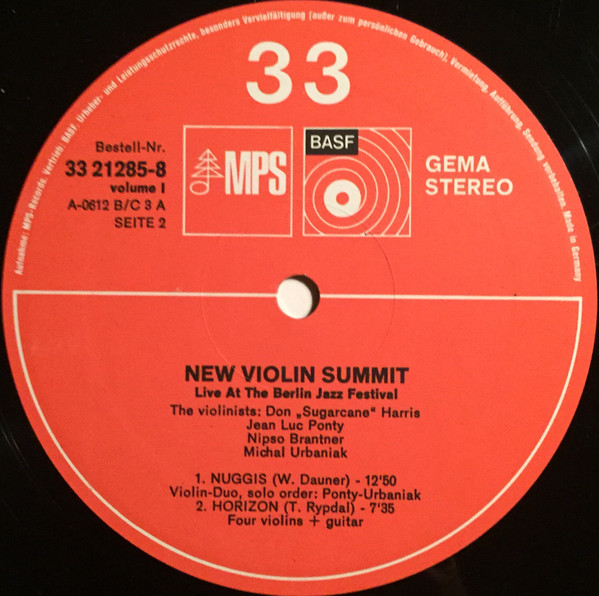 Aufnahme: MPS-Records. Vertrieb: BASF. Urheber- und Leistungsschutzrechte, besonders Vervielfältigung (außer zum persönlichen Gebrauch), Vermietung, Aufführung, Sendung vorbehalten. Made in Germany
33
Bestell-Nr.
33 21285-8
volume I
A-0612 B/C 3 A
SEITE 2
MPS
BASF
GEMA
STEREO
NEW VIOLIN SUMMIT
Live At The Berlin Jazz Festival
The violinists: Don „Sugarcane“ Harris
Jean Luc Ponty
Nipso Brantner
Michal Urbaniak
1. NUGGIS (W. Dauner) - 12'50
Violin-Duo, solo order: Ponty-Urbaniak
2. HORIZON (T. Rypdal) - 7'35
Four violins + guitar